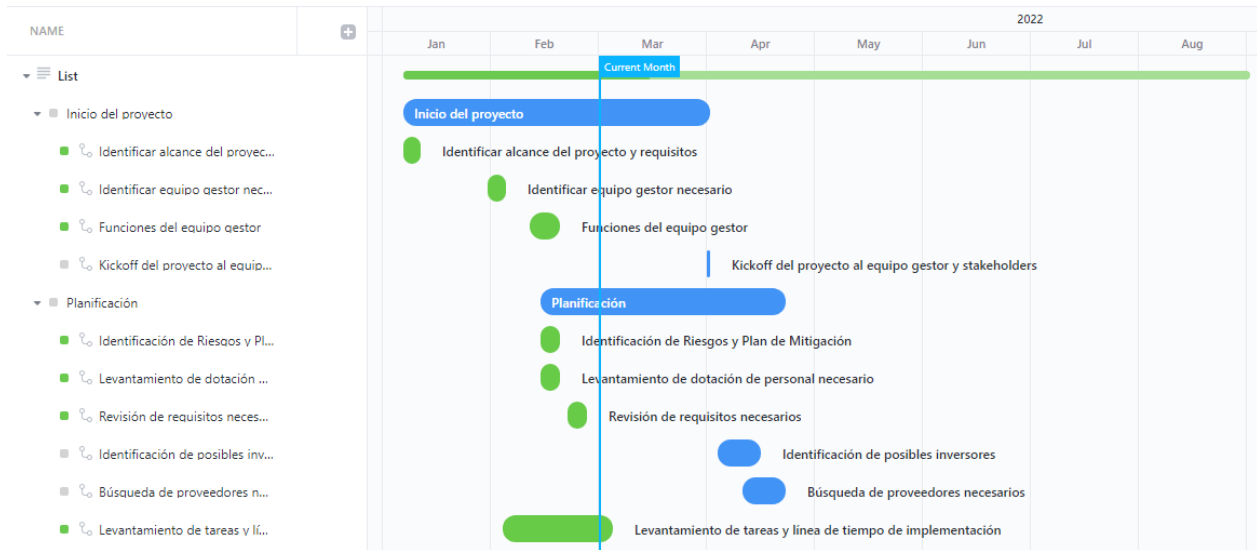 NAME
2022
Jan Feb Mar Apr May Jun Jul Aug
Current Month
List
Inicio del proyecto Inicio del proyecto
Identificar alcance del proyec... Identificar alcance del proyecto y requisitos
Identificar equipo gestor nec... Identificar equipo gestor necesario
Funciones del equipo gestor Funciones del equipo gestor
Kickoff del proyecto al equip... Kickoff del proyecto al equipo gestor y stakeholders
Planificación Planificación
Identificación de Riesgos y Pl... Identificación de Riesgos y Plan de Mitigación
Levantamiento de dotación ... Levantamiento de dotación de personal necesario
Revisión de requisitos neces... Revisión de requisitos necesarios
Identificación de posibles inv... Identificación de posibles inversores
Búsqueda de proveedores n... Búsqueda de proveedores necesarios
Levantamiento de tareas y lí... Levantamiento de tareas y línea de tiempo de implementación